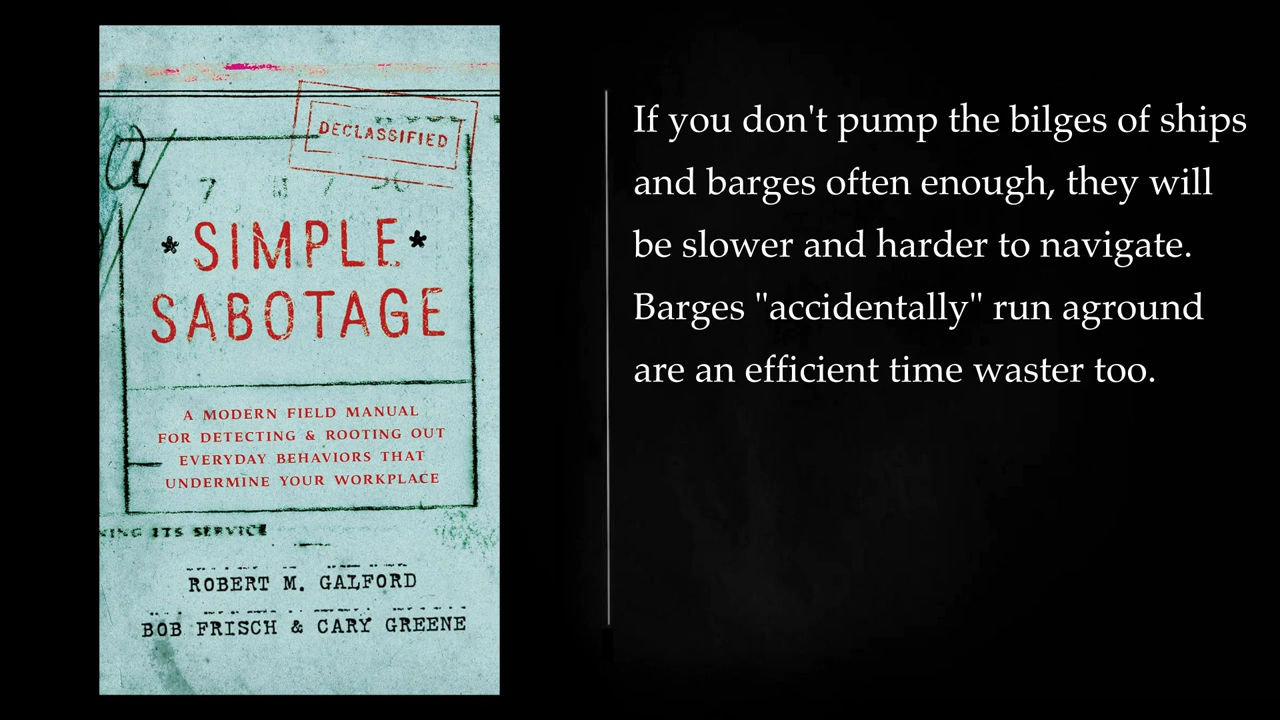 DECLASSIFIED
*SIMPLE*
SABOTAGE
A MODERN FIELD MANUAL
FOR DETECTING & ROOTING OUT
EVERYDAY BEHAVIORS THAT
UNDERMINE YOUR WORKPLACE
ITS SERVICE
ROBERT M. GALFORD
BOB FRISCH & CARY GREENE
If you don't pump the bilges of ships
and barges often enough, they will
be slower and harder to navigate.
Barges "accidentally" run aground
are an efficient time waster too.